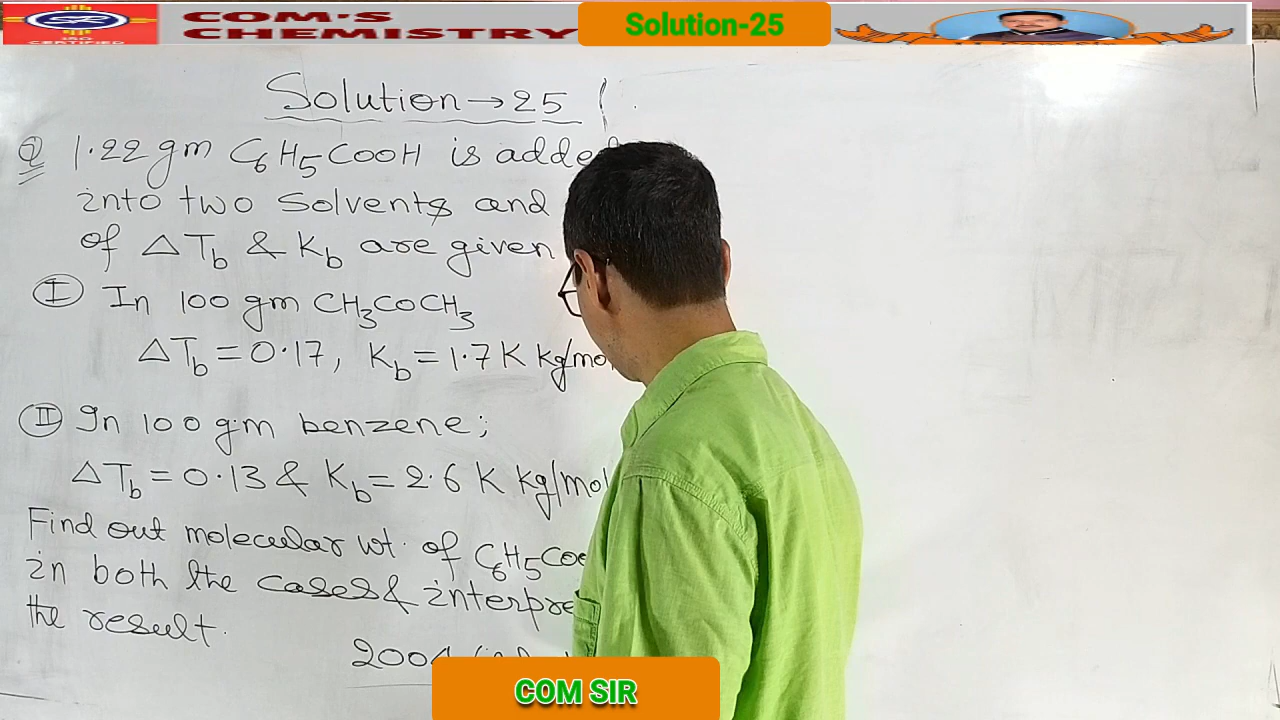 COM'S
CHEMISTRY
ISO
CERTIFIED
Solution-25
Solution → 25
Q 1.22 gm C6H5COOH is added
into two solvents and
of ΔTb & Kb are given
I In 100 gm CH3COCH3
ΔTb = 0.17, Kb = 1.7 K kg/mol
II In 100 gm benzene;
ΔTb = 0.13 & Kb = 2.6 K kg/mol
Find out molecular wt. of C6H5COO
in both the cases & interpre
the result.
COM SIR